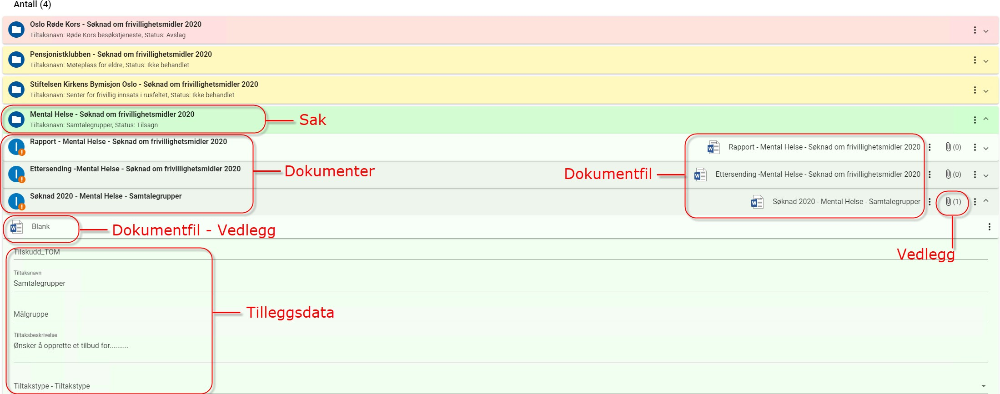 Antall (4)
Oslo Røde Kors - Søknad om frivillighetsmidler 2020
Tiltaksnavn: Røde Kors besøkstjeneste, Status: Avslag
Pensjonistklubben - Søknad om frivillighetsmidler 2020
Tiltaksnavn: Møteplass for eldre, Status: Ikke behandlet
Stiftelsen Kirkens Bymisjon Oslo - Søknad om frivillighetsmidler 2020
Tiltaksnavn: Senter for frivillig innsats i rusfeltet, Status: Ikke behandlet
Mental Helse - Søknad om frivillighetsmidler 2020
Tiltaksnavn: Samtalegrupper, Status: Tilsagn
Sak
Rapport - Mental Helse - Søknad om frivillighetsmidler 2020
Rapport - Mental Helse - Søknad om frivillighetsmidler 2020
(0)
Ettersending -Mental Helse - Søknad om frivillighetsmidler 2020
Dokumenter
Dokumentfil
Ettersending -Mental Helse - Søknad om frivillighetsmidler 2020
(0)
Søknad 2020 - Mental Helse - Samtalegrupper
Søknad 2020 - Mental Helse - Samtalegrupper
(1)
Blank
Dokumentfil - Vedlegg
Vedlegg
Tilskudd_TOM
Tiltaksnavn
Samtalegrupper
Målgruppe
Tilleggsdata
Tiltaksbeskrivelse
Ønsker å opprette et tilbud for..........
Tiltakstype - Tiltakstype